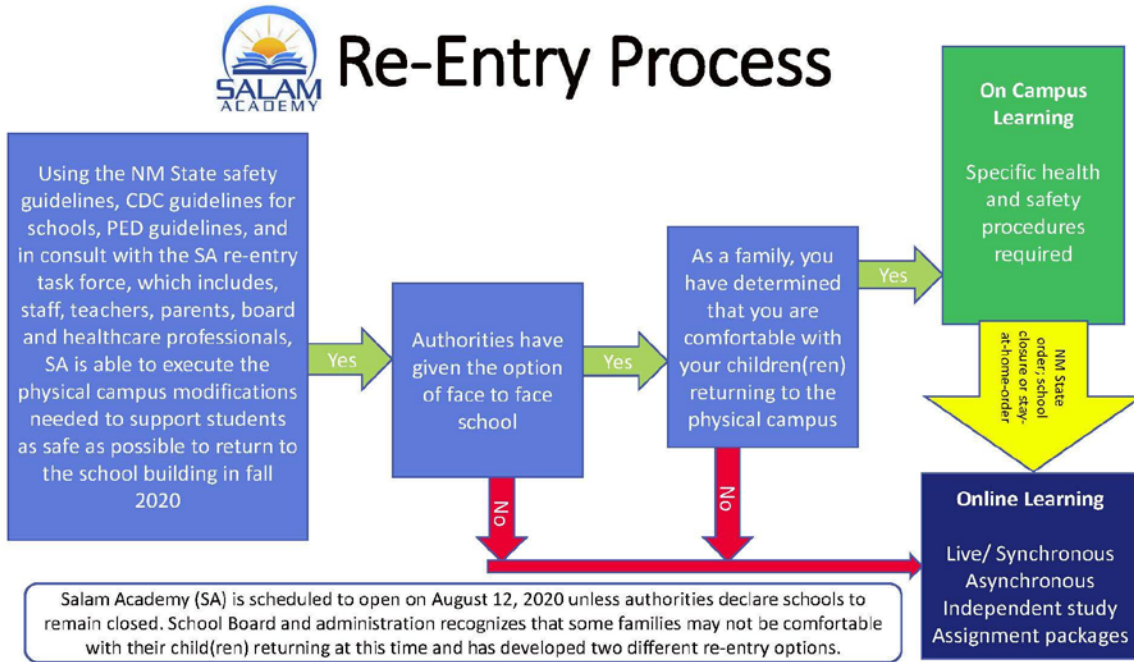 SALAM
ACADEMY
Re-Entry Process
Using the NM State safety
guidelines, CDC guidelines for
schools, PED guidelines, and
in consult with the SA re-entry
task force, which includes,
staff, teachers, parents, board
and healthcare professionals,
SA is able to execute the
physical campus modifications
needed to support students
as safe as possible to return to
the school building in fall
2020
Yes
Authorities have
given the option
of face to face
school
Yes
No
As a family, you
have determined
that you are
comfortable with
your children(ren)
returning to the
physical campus
Yes
No
On Campus
Learning
Specific health
and safety
procedures
required
NM State
order; school
closure or stay-
at-home-order
Online Learning
Live/ Synchronous
Asynchronous
Independent study
Assignment packages
Salam Academy (SA) is scheduled to open on August 12, 2020 unless authorities declare schools to
remain closed. School Board and administration recognizes that some families may not be comfortable
with their child(ren) returning at this time and has developed two different re-entry options.